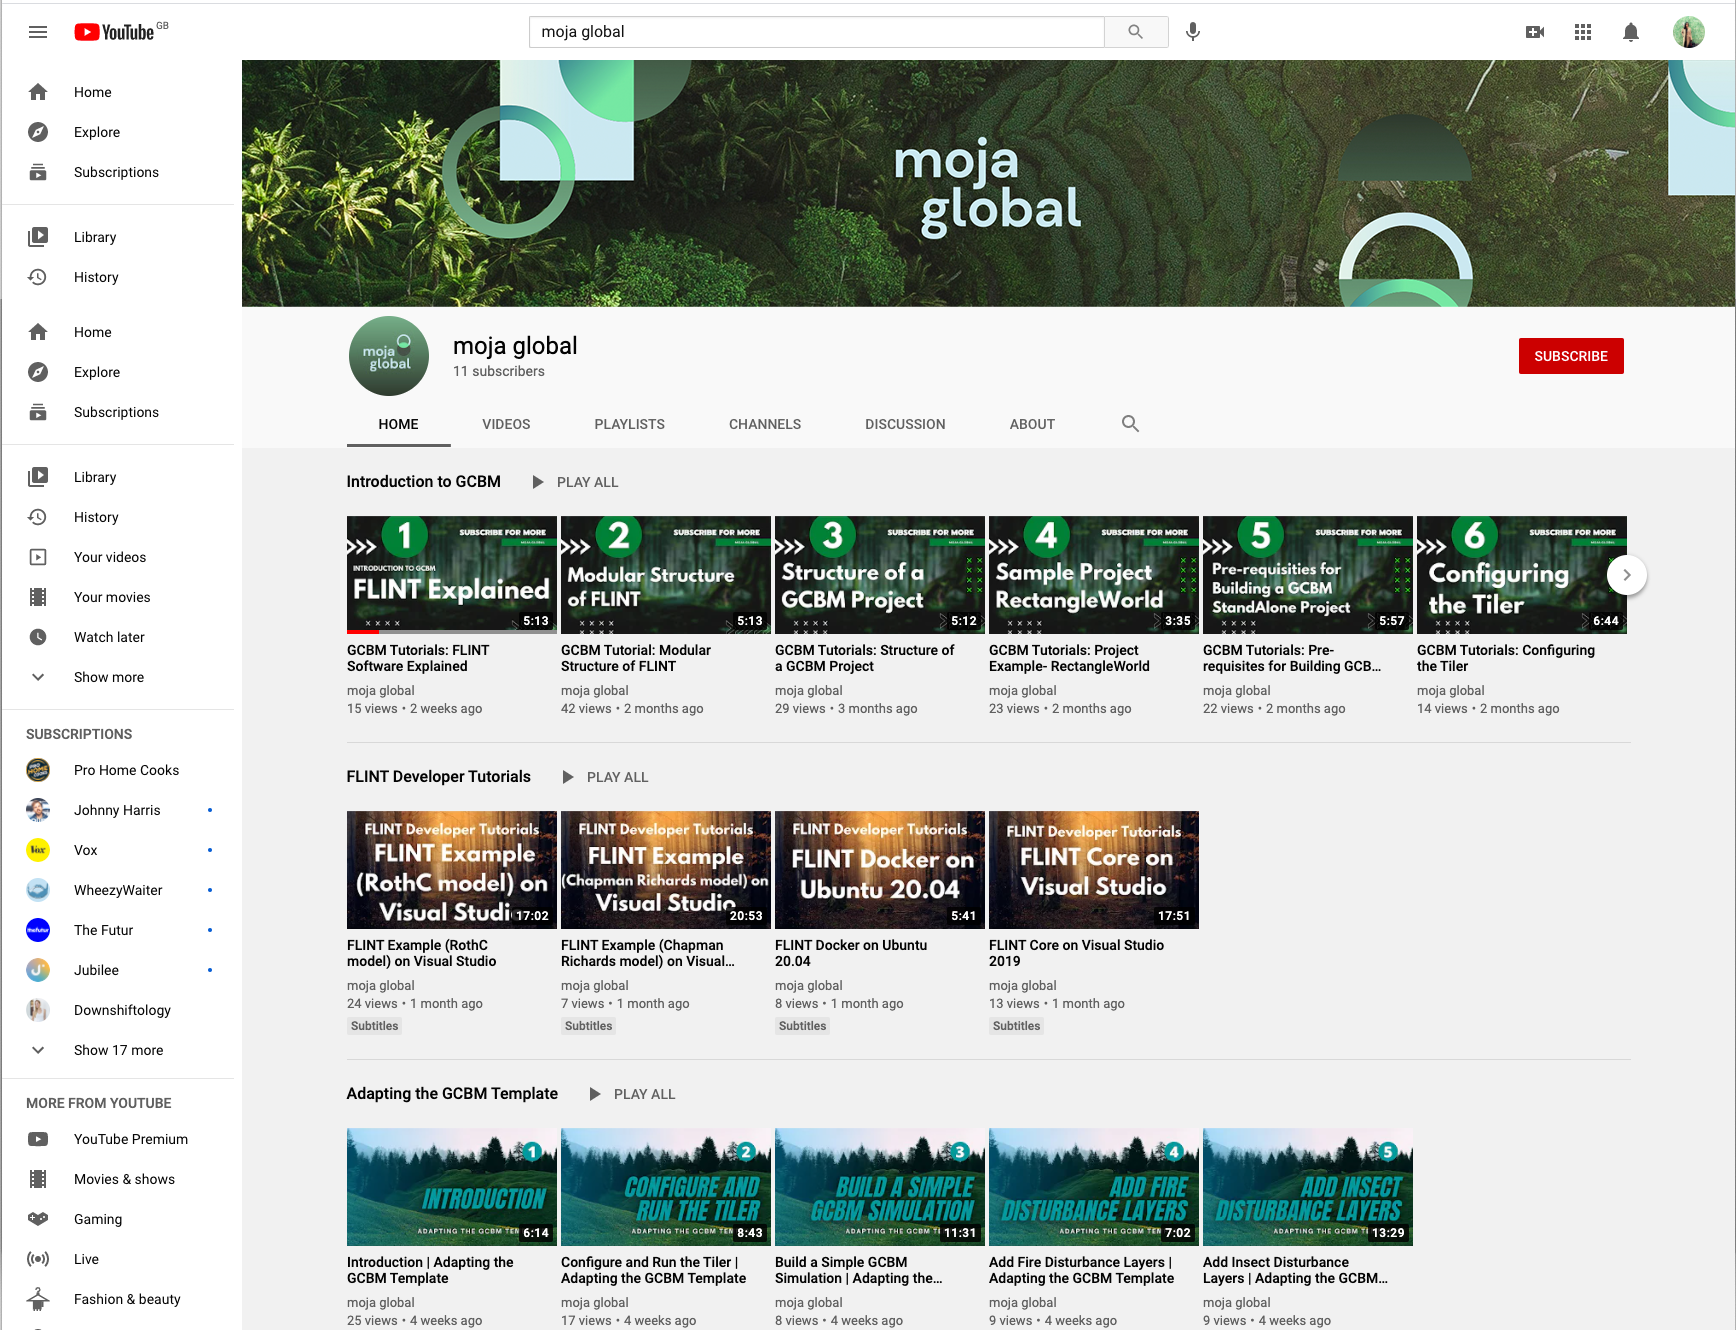 YouTube GB
moja global
Home
Explore
Subscriptions
Library
History
Home
Explore
Subscriptions
Library
History
Your videos
Your movies
Watch later
Show more
SUBSCRIPTIONS
Pro Home Cooks
Johnny Harris
Vox
WheezyWaiter
The Futur
Jubilee
Downshiftology
Show 17 more
MORE FROM YOUTUBE
YouTube Premium
Movies & shows
Gaming
Live
Fashion & beauty
moja
global
moja
global
moja global
11 subscribers
SUBSCRIBE
HOME
VIDEOS
PLAYLISTS
CHANNELS
DISCUSSION
ABOUT
Introduction to GCBM
PLAY ALL
1
SUBSCRIBE FOR MORE
MOJA GLOBAL
INTRODUCTION TO GCBM
FLINT Explained
5:13
GCBM Tutorials: FLINT
Software Explained
moja global
15 views • 2 weeks ago
2
SUBSCRIBE FOR MORE
MOJA GLOBAL
Modular Structure
of FLINT
5:13
GCBM Tutorial: Modular
Structure of FLINT
moja global
42 views • 2 months ago
3
SUBSCRIBE FOR MORE
MOJA GLOBAL
Structure of a
GCBM Project
5:12
GCBM Tutorials: Structure of
a GCBM Project
moja global
29 views • 3 months ago
4
SUBSCRIBE FOR MORE
MOJA GLOBAL
Sample Project
RectangleWorld
3:35
GCBM Tutorials: Project
Example- RectangleWorld
moja global
23 views • 2 months ago
5
SUBSCRIBE FOR MORE
MOJA GLOBAL
Pre-requisites for
Building a GCBM
StandAlone Project
5:57
GCBM Tutorials: Pre-
requisites for Building GCB...
moja global
22 views • 2 months ago
6
SUBSCRIBE FOR MORE
MOJA GLOBAL
Configuring
the Tiler
6:44
GCBM Tutorials: Configuring
the Tiler
moja global
14 views • 2 months ago
FLINT Developer Tutorials
PLAY ALL
FLINT Developer Tutorials
FLINT Example
(RothC model) on
Visual Studio
17:02
FLINT Example (RothC
model) on Visual Studio
moja global
24 views • 1 month ago
Subtitles
FLINT Developer Tutorials
FLINT Example
(Chapman Richards model) on
Visual Studio
20:53
FLINT Example (Chapman
Richards model) on Visual...
moja global
7 views • 1 month ago
Subtitles
FLINT Developer Tutorials
FLINT Docker on
Ubuntu 20.04
5:41
FLINT Docker on Ubuntu
20.04
moja global
8 views • 1 month ago
Subtitles
FLINT Developer Tutorials
FLINT Core on
Visual Studio
17:51
FLINT Core on Visual Studio
2019
moja global
13 views • 1 month ago
Subtitles
Adapting the GCBM Template
PLAY ALL
1
INTRODUCTION
ADAPTING THE GCBM TEM
6:14
Introduction | Adapting the
GCBM Template
moja global
25 views • 4 weeks ago
2
CONFIGURE AND
RUN THE TILER
ADAPTING THE GCBM TEM
8:43
Configure and Run the Tiler |
Adapting the GCBM Template
moja global
17 views • 4 weeks ago
3
BUILD A SIMPLE
GCBM SIMULATION
ADAPTING THE GCBM TE
11:31
Build a Simple GCBM
Simulation | Adapting the...
moja global
8 views • 4 weeks ago
4
ADD FIRE
DISTURBANCE LAYERS
ADAPTING THE GCBM TEM
7:02
Add Fire Disturbance Layers |
Adapting the GCBM Template
moja global
9 views • 4 weeks ago
5
ADD INSECT
DISTURBANCE LAYERS
ADAPTING THE GCBM T
13:29
Add Insect Disturbance
Layers | Adapting the GCBM...
moja global
9 views • 4 weeks ago